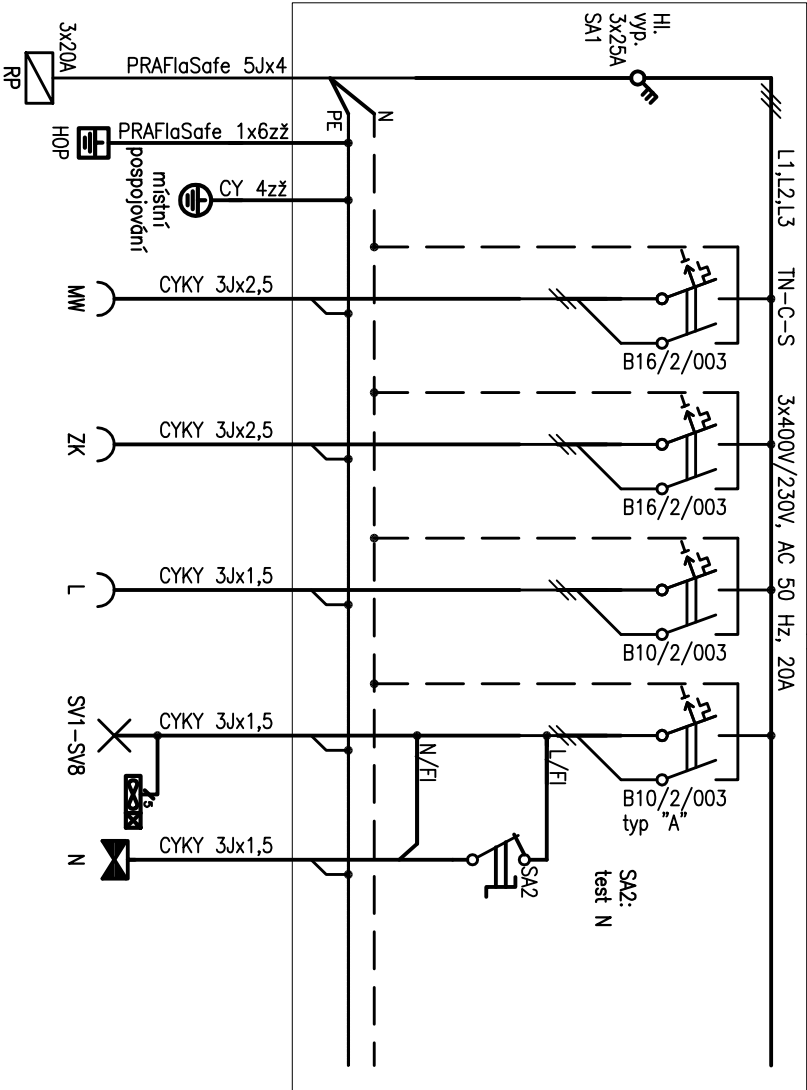 Hl.
vyp.
3x25A
SA1
L1,L2,L3
TN-C-S
3x400V/230V, AC 50 Hz, 20A
3x20A
RP
PRAFlaSafe 5Jx4
N
PE
HOP
PRAFlaSafe 1x6zž
místní
pospojování
CY 4zž
MW
CYKY 3Jx2,5
B16/2/003
ZK
CYKY 3Jx2,5
B16/2/003
L
CYKY 3Jx1,5
B10/2/003
SV1-SV8
CYKY 3Jx1,5
5
N/FI
L/FI
B10/2/003
typ "A"
N
CYKY 3Jx1,5
SA2
SA2:
test N